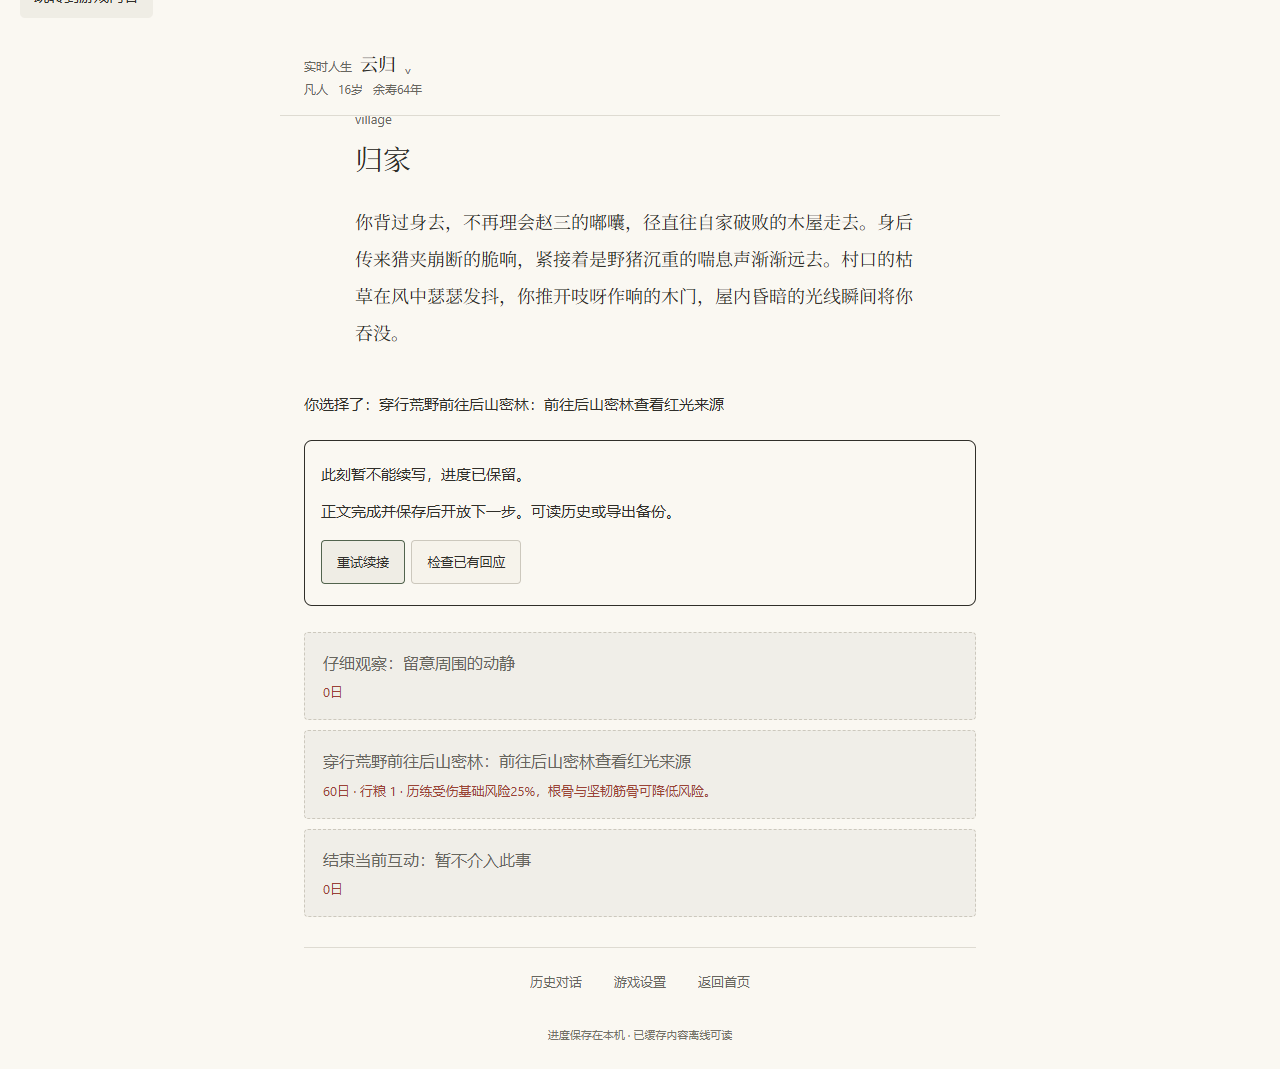 跳转到游戏内容
实时人生 云归 v
凡人 16岁 余寿64年
village
归家
你背过身去，不再理会赵三的嘟囔，径直往自家破败的木屋走去。身后
传来猎夹崩断的脆响，紧接着是野猪沉重的喘息声渐渐远去。村口的枯
草在风中瑟瑟发抖，你推开吱呀作响的木门，屋内昏暗的光线瞬间将你
吞没。
你选择了：穿行荒野前往后山密林：前往后山密林查看红光来源
此刻暂不能续写，进度已保留。
正文完成并保存后开放下一步。可读历史或导出备份。
重试续接 检查已有回应
仔细观察：留意周围的动静
0日
穿行荒野前往后山密林：前往后山密林查看红光来源
60日 · 行粮 1 · 历练受伤基础风险25%，根骨与坚韧筋骨可降低风险。
结束当前互动：暂不介入此事
0日
历史对话 游戏设置 返回首页
进度保存在本机 · 已缓存内容离线可读